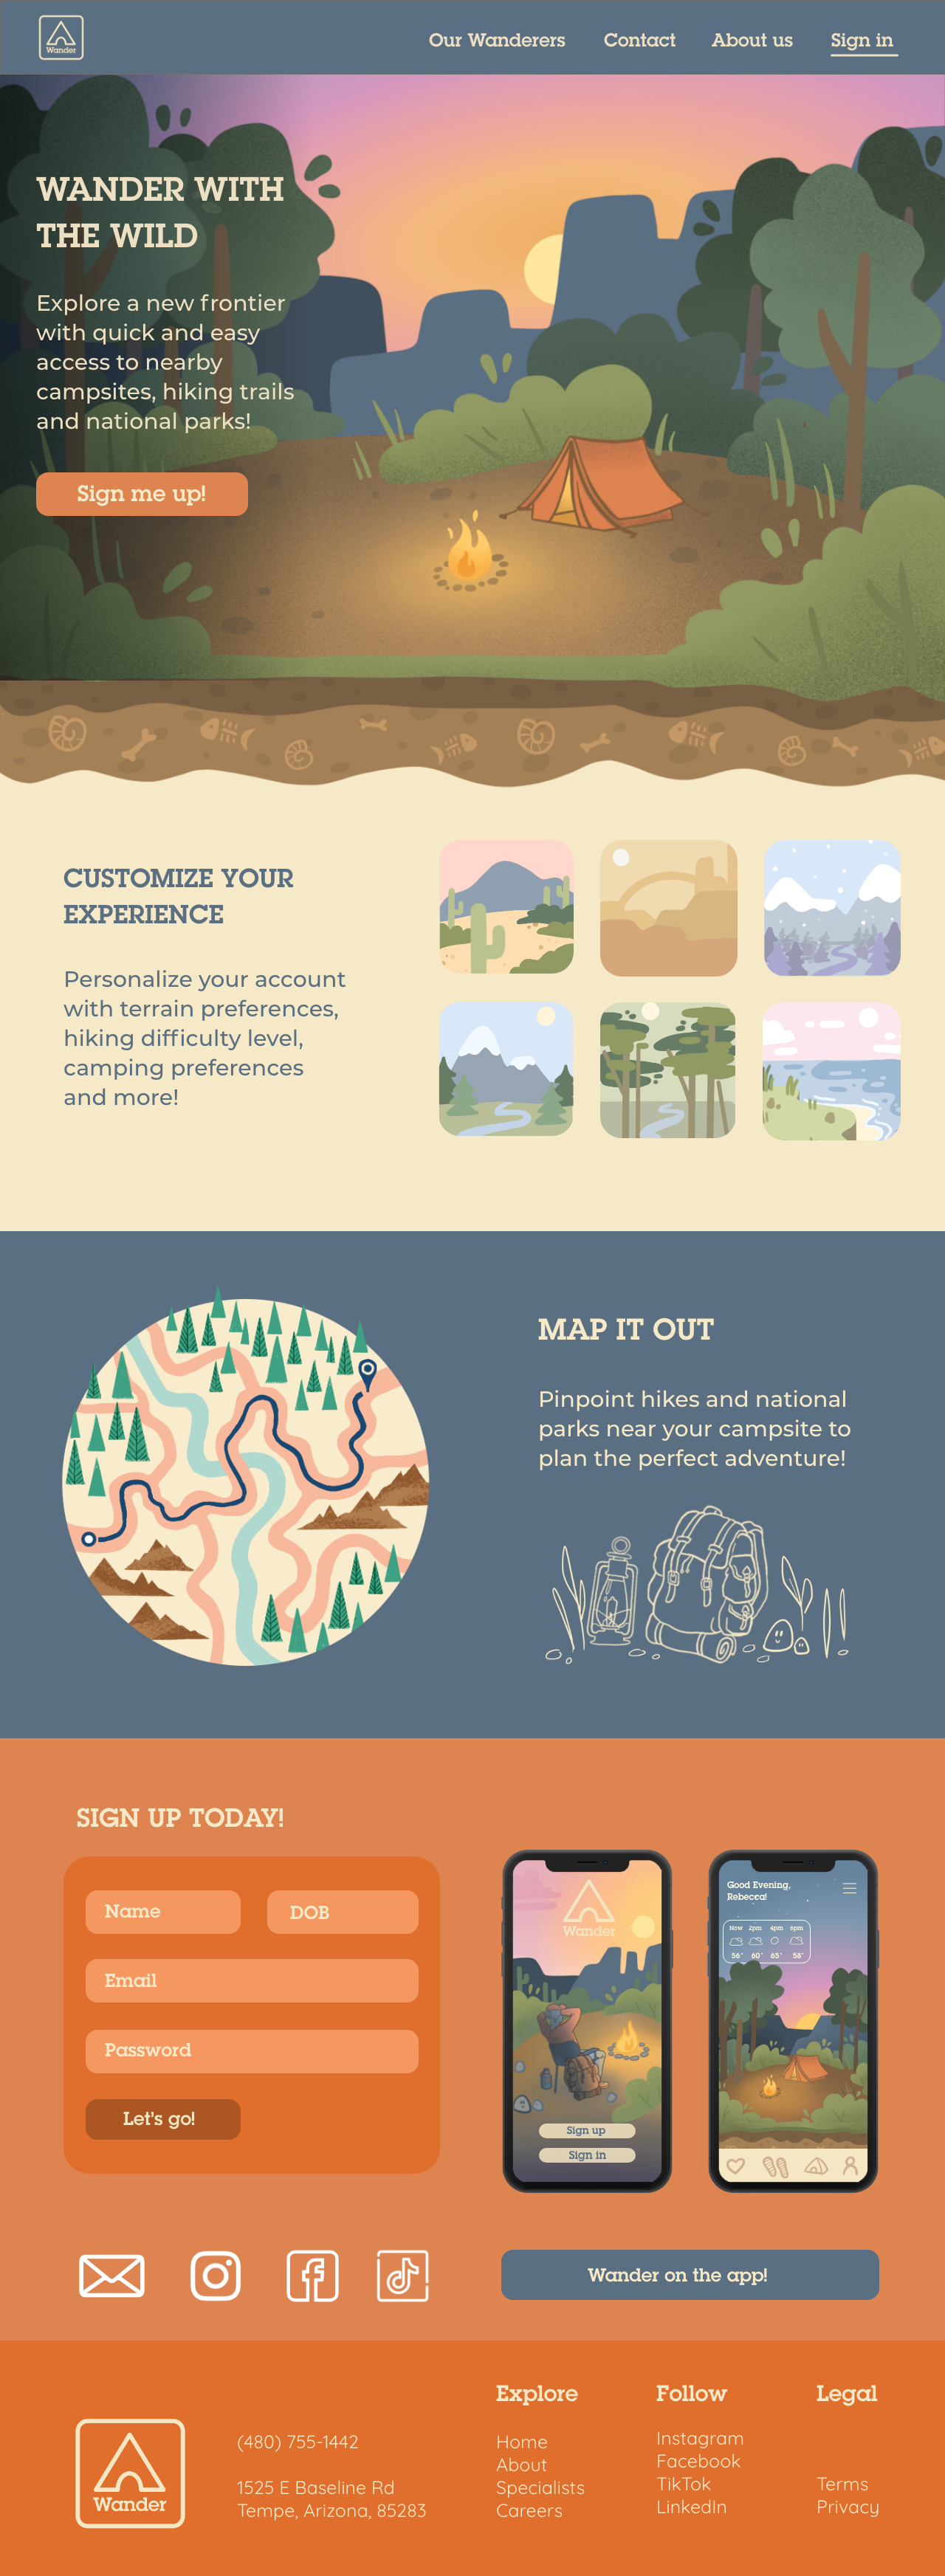 Wander
Our Wanderers
Contact
About us
Sign in
WANDER WITH
THE WILD
Explore a new frontier
with quick and easy
access to nearby
campsites, hiking trails
and national parks!
Sign me up!
CUSTOMIZE YOUR
EXPERIENCE
Personalize your account
with terrain preferences,
hiking difficulty level,
camping preferences
and more!
MAP IT OUT
Pinpoint hikes and national
parks near your campsite to
plan the perfect adventure!
SIGN UP TODAY!
Name
DOB
Email
Password
Let's go!
Wander
Sign up
Sign in
Good Evening,
Rebecca!
Now 2pm 4pm 6pm
56° 60° 65° 58°
Wander on the app!
Wander
(480) 755-1442
1525 E Baseline Rd
Tempe, Arizona, 85283
Explore
Home
About
Specialists
Careers
Follow
Instagram
Facebook
TikTok
LinkedIn
Legal
Terms
Privacy